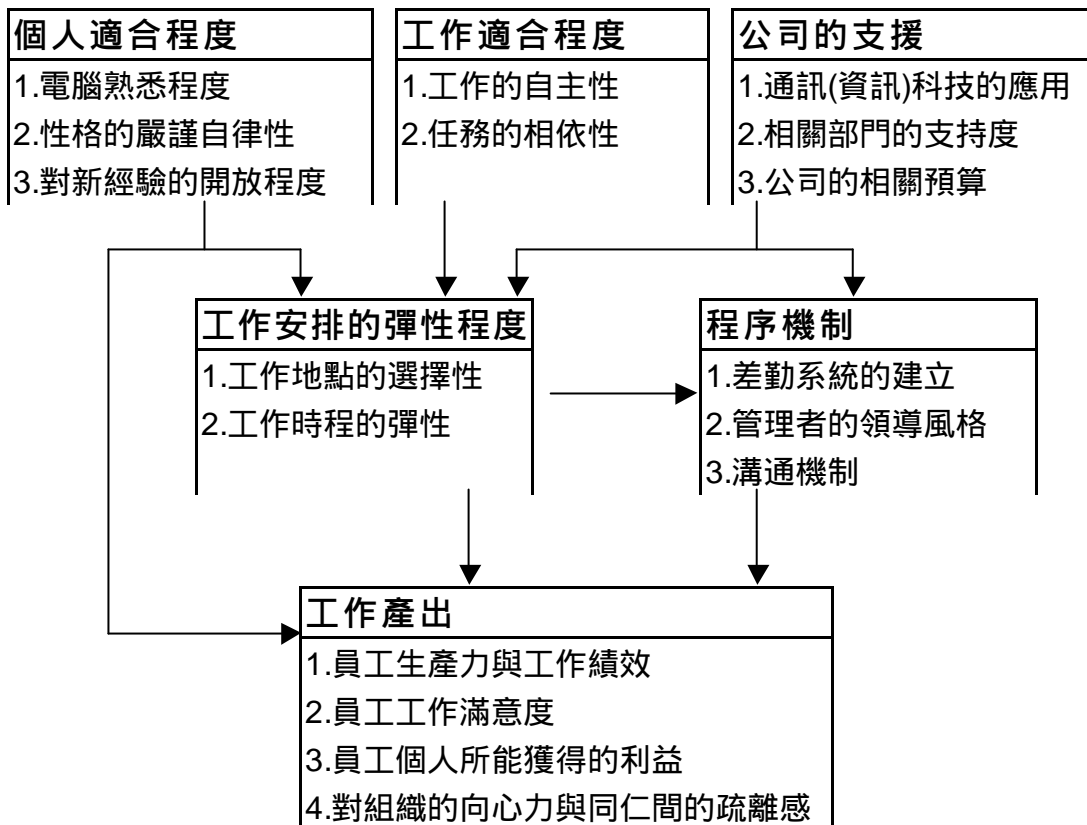 個人適合程度
1.電腦熟悉程度
2.性格的嚴謹自律性
3.對新經驗的開放程度
工作適合程度
1.工作的自主性
2.任務的相依性
公司的支援
1.通訊(資訊)科技的應用
2.相關部門的支持度
3.公司的相關預算
工作安排的彈性程度
1.工作地點的選擇性
2.工作時程的彈性
程序機制
1.差勤系統的建立
2.管理者的領導風格
3.溝通機制
工作產出
1.員工生產力與工作績效
2.員工工作滿意度
3.員工個人所能獲得的利益
4.對組織的向心力與同仁間的疏離感